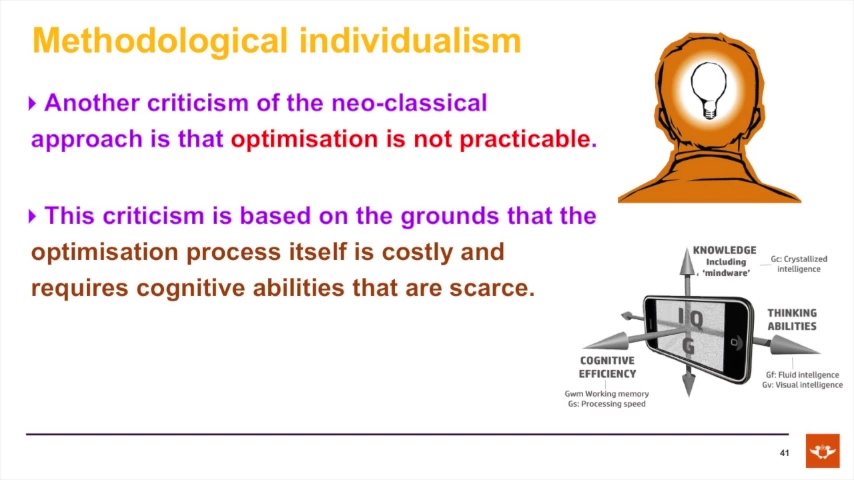 Methodological individualism
Another criticism of the neo-classical
approach is that optimisation is not practicable.
This criticism is based on the grounds that the
optimisation process itself is costly and
requires cognitive abilities that are scarce.
KNOWLEDGE
Including
'mindware'
Gc: Crystallized
intelligence
I Q
G
THINKING
ABILITIES
COGNITIVE
EFFICIENCY
Gf: Fluid intelligence
Gv: Visual intelligence
Gwm Working memory
Gs: Processing speed
41